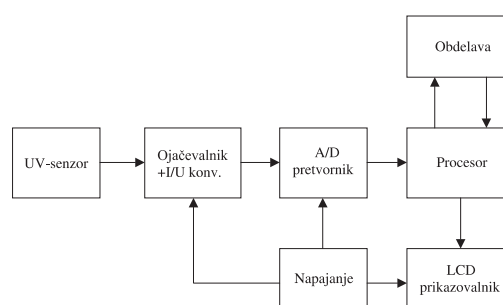 Obdelava
UV-senzor
Ojačevalnik
+I/U konv.
A/D
pretvornik
Procesor
Napajanje
LCD
prikazovalnik